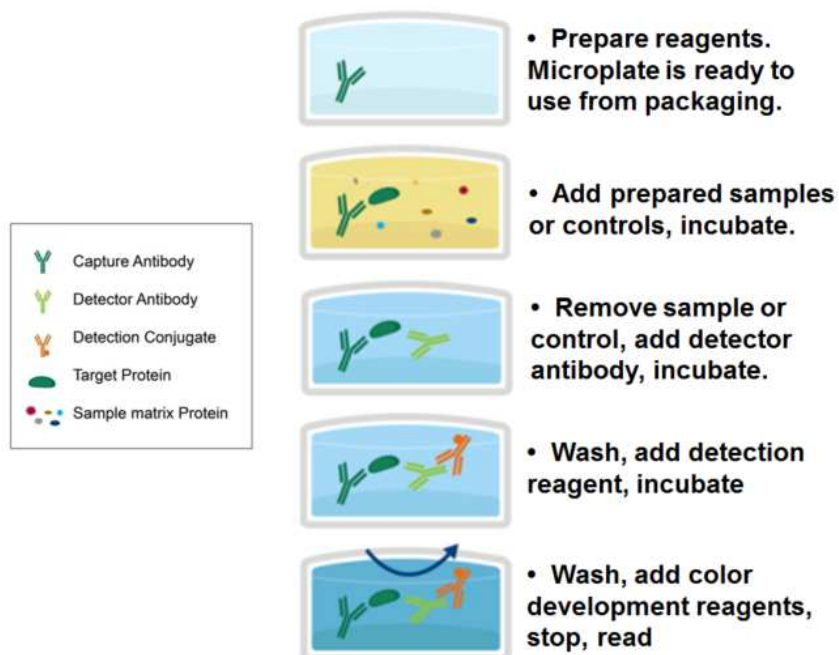 • Prepare reagents.
Microplate is ready to
use from packaging.
• Add prepared samples
or controls, incubate.
Capture Antibody
Detector Antibody
Detection Conjugate
Target Protein
Sample matrix Protein
• Remove sample or
control, add detector
antibody, incubate.
• Wash, add detection
reagent, incubate
• Wash, add color
development reagents,
stop, read